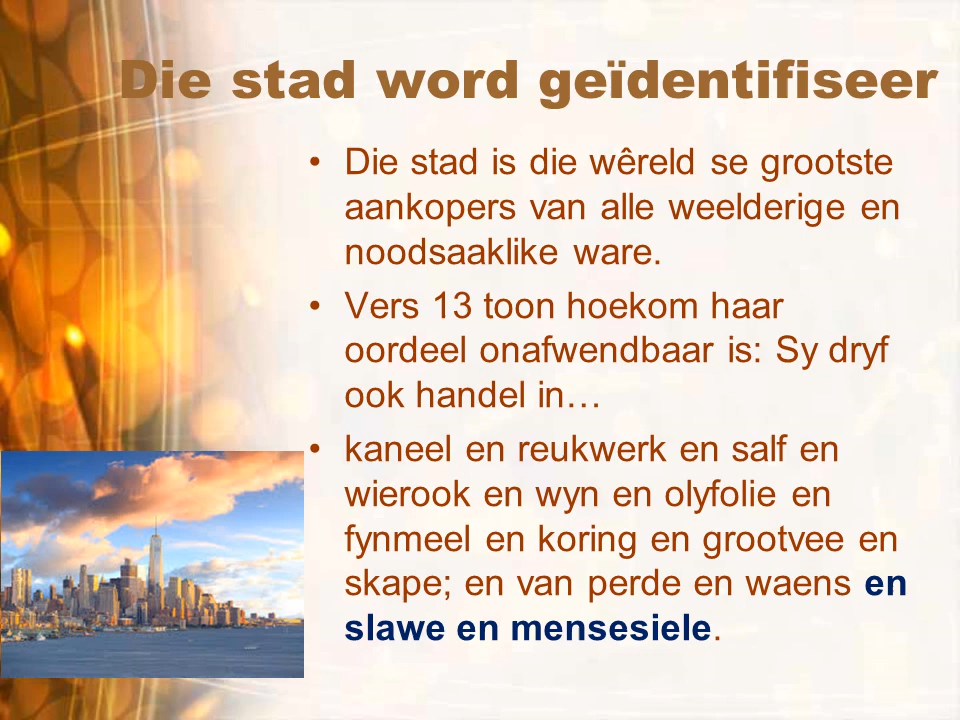 Die stad word geïdentifiseer
• Die stad is die wêreld se grootste
aankopers van alle weelderige en
noodsaaklike ware.
• Vers 13 toon hoekom haar
oordeel onafwendbaar is: Sy dryf
ook handel in…
• kaneel en reukwerk en salf en
wierook en wyn en olyfolie en
fynmeel en koring en grootvee en
skape; en van perde en waens en
slawe en mensesiele.